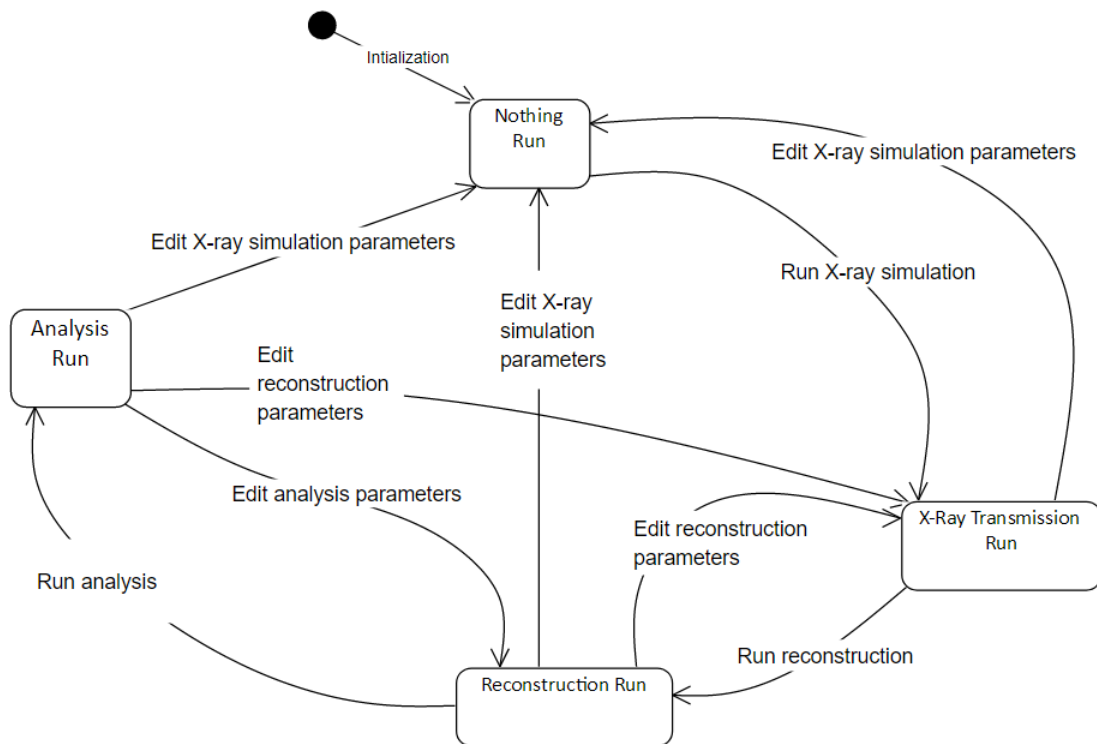 Intialization
Nothing
Run
Edit X-ray simulation parameters
Edit X-ray simulation parameters
Run X-ray simulation
Edit X-ray
simulation
parameters
Analysis
Run
Edit
reconstruction
parameters
Edit analysis parameters
X-Ray Transmission
Run
Edit reconstruction
parameters
Run analysis
Run reconstruction
Reconstruction Run